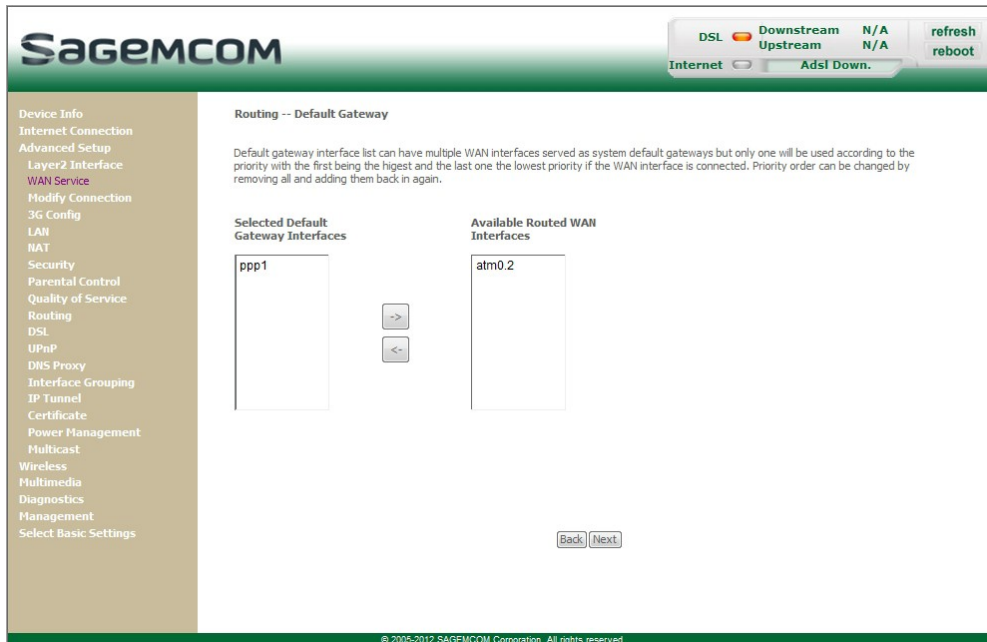 SAGEMCOM
DSL
Downstream N/A
Upstream N/A
Internet
Adsl Down.
refresh
reboot
Device Info
Internet Connection
Advanced Setup
Layer2 Interface
WAN Service
Modify Connection
3G Config
LAN
NAT
Security
Parental Control
Quality of Service
Routing
DSL
UPnP
DNS Proxy
Interface Grouping
IP Tunnel
Certificate
Power Management
Multicast
Wireless
Multimedia
Diagnostics
Management
Select Basic Settings
Routing -- Default Gateway
Default gateway interface list can have multiple WAN interfaces served as system default gateways but only one will be used according to the
priority with the first being the higest and the last one the lowest priority if the WAN interface is connected. Priority order can be changed by
removing all and adding them back in again.
Selected Default
Gateway Interfaces
ppp1
->
<-
Available Routed WAN
Interfaces
atm0.2
Back Next
© 2005-2012 SAGEMCOM Corporation. All rights reserved.